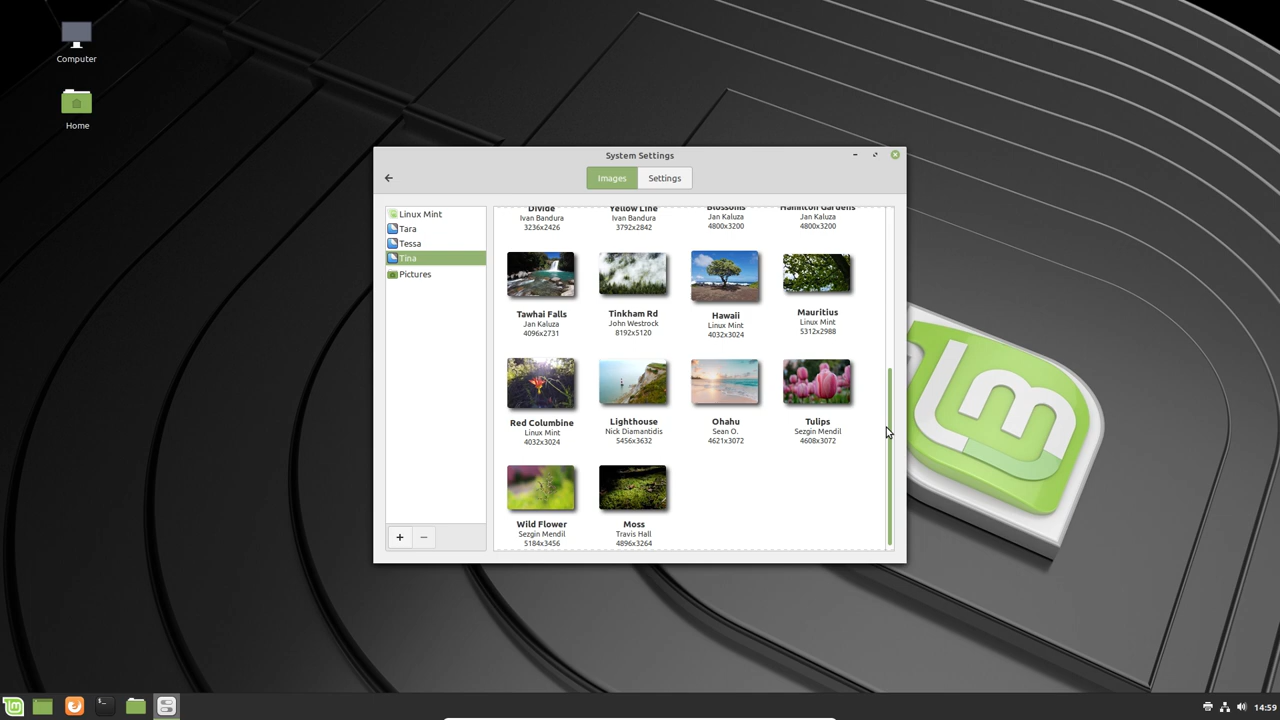 Computer
Home
System Settings
Images
Settings
Linux Mint
Tara
Tessa
Tina
Pictures
Divide
Ivan Bandura
3236x2426
Yellow Line
Ivan Bandura
3792x2842
Blossoms
Jan Kaluza
4800x3200
Hamilton Gardens
Jan Kaluza
4800x3200
Tawhai Falls
Jan Kaluza
4096x2731
Tinkham Rd
John Westrock
8192x5120
Hawaii
Linux Mint
4032x3024
Mauritius
Linux Mint
5312x2988
Red Columbine
Linux Mint
4032x3024
Lighthouse
Nick Diamantidis
5456x3632
Ohahu
Sean O.
4621x3072
Tulips
Sezgin Mendil
4608x3072
Wild Flower
Sezgin Mendil
5184x3456
Moss
Travis Hall
4896x3264
14:59